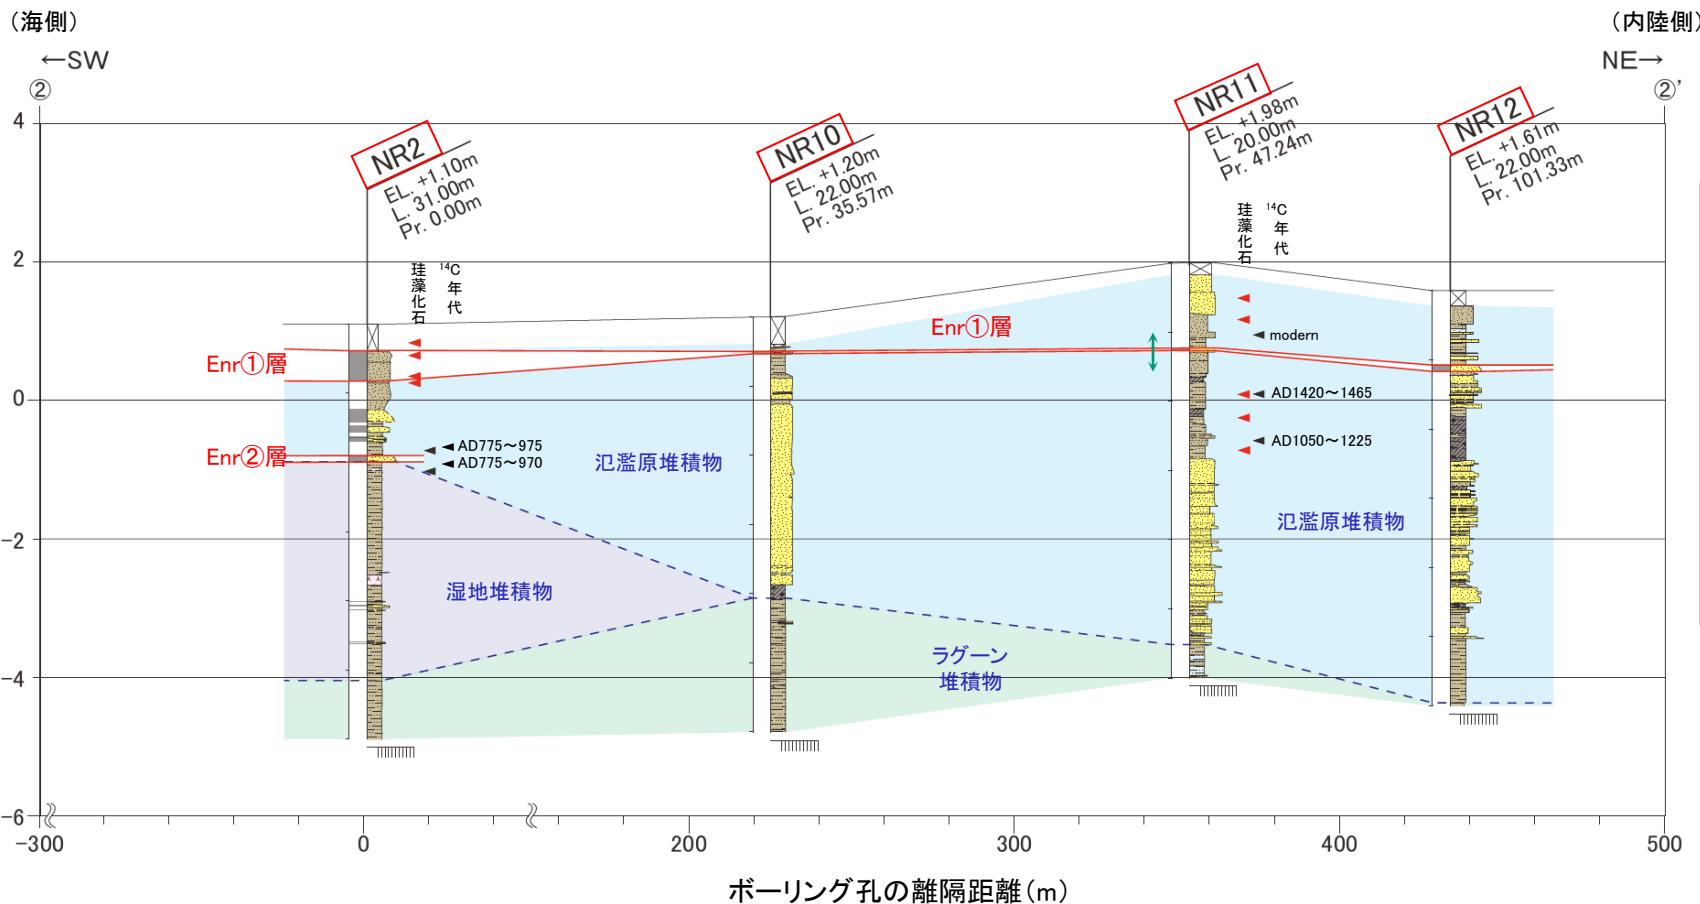 （海側）
（内陸側）
←SW
NE→
②
②’
NR2
EL. +1.10m
L. 31.00m
Pr. 0.00m
NR10
EL. +1.20m
L. 22.00m
Pr. 35.57m
NR11
EL. +1.98m
L. 20.00m
Pr. 47.24m
NR12
EL. +1.61m
L. 22.00m
Pr. 101.33m
4
2
0
-2
-4
-6
珪藻化石
¹⁴C年代
珪藻化石
¹⁴C年代
Enr①層
Enr①層
modern
AD1420～1465
AD1050～1225
Enr②層
AD775～975
AD775～970
氾濫原堆積物
氾濫原堆積物
湿地堆積物
ラグーン
堆積物
-300
0
200
300
400
500
ボーリング孔の離隔距離（m）